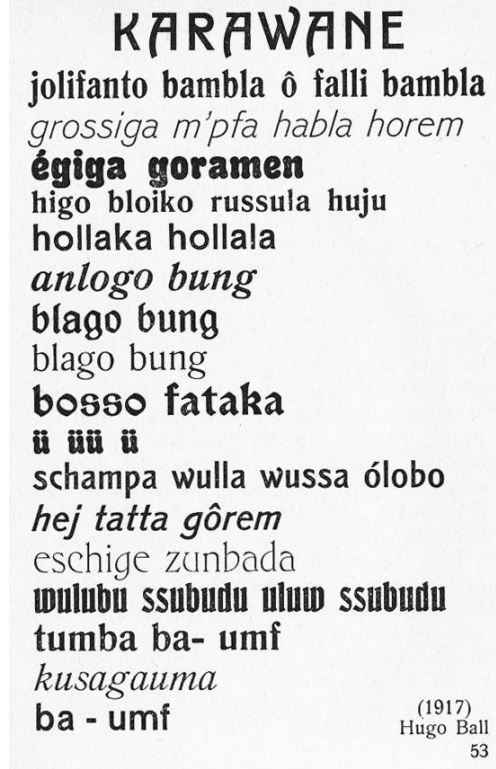 KARAWANE
jolifanto bambla ô falli bambla
grossiga m'pfa habla horem
égiga goramen
higo bloiko russula huju
hollaka hollala
anlogo bung
blago bung
blago bung
bosso fataka
ü üü ü
schampa wulla wussa ólobo
hej tatta gôrem
eschige zunbada
wulubu ssubudu uluw ssubudu
tumba ba- umf
kusagauma
ba - umf
(1917)
Hugo Ball
53